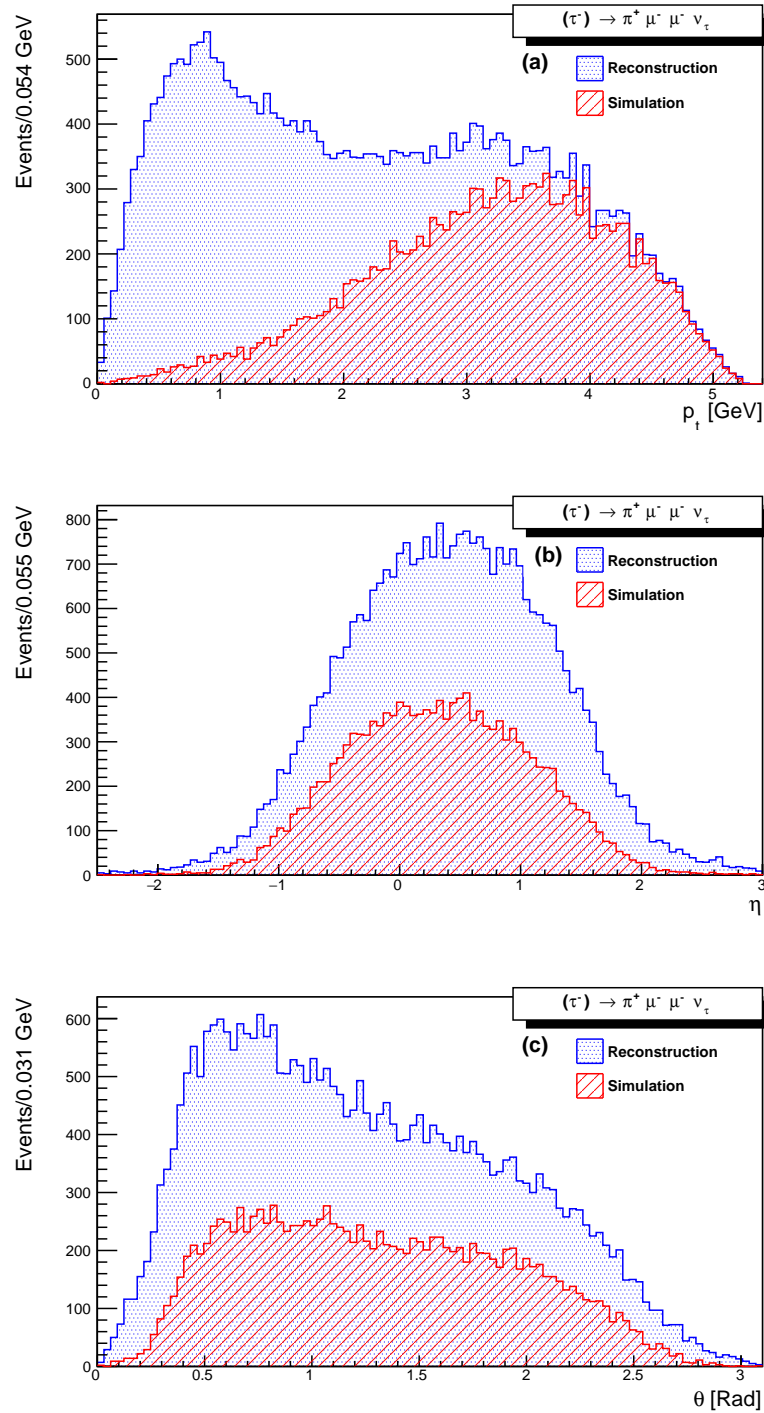 (τ⁻) → π⁺ μ⁻ μ⁻ ν_τ
Events/0.054 GeV
(a)
Reconstruction
Simulation
500
400
300
200
100
0
0 1 2 3 4 5
p_t [GeV]
(τ⁻) → π⁺ μ⁻ μ⁻ ν_τ
Events/0.055 GeV
(b)
Reconstruction
Simulation
800
700
600
500
400
300
200
100
0
−2 −1 0 1 2 3
η
(τ⁻) → π⁺ μ⁻ μ⁻ ν_τ
Events/0.031 GeV
(c)
Reconstruction
Simulation
600
500
400
300
200
100
0
0 0.5 1 1.5 2 2.5 3
θ [Rad]